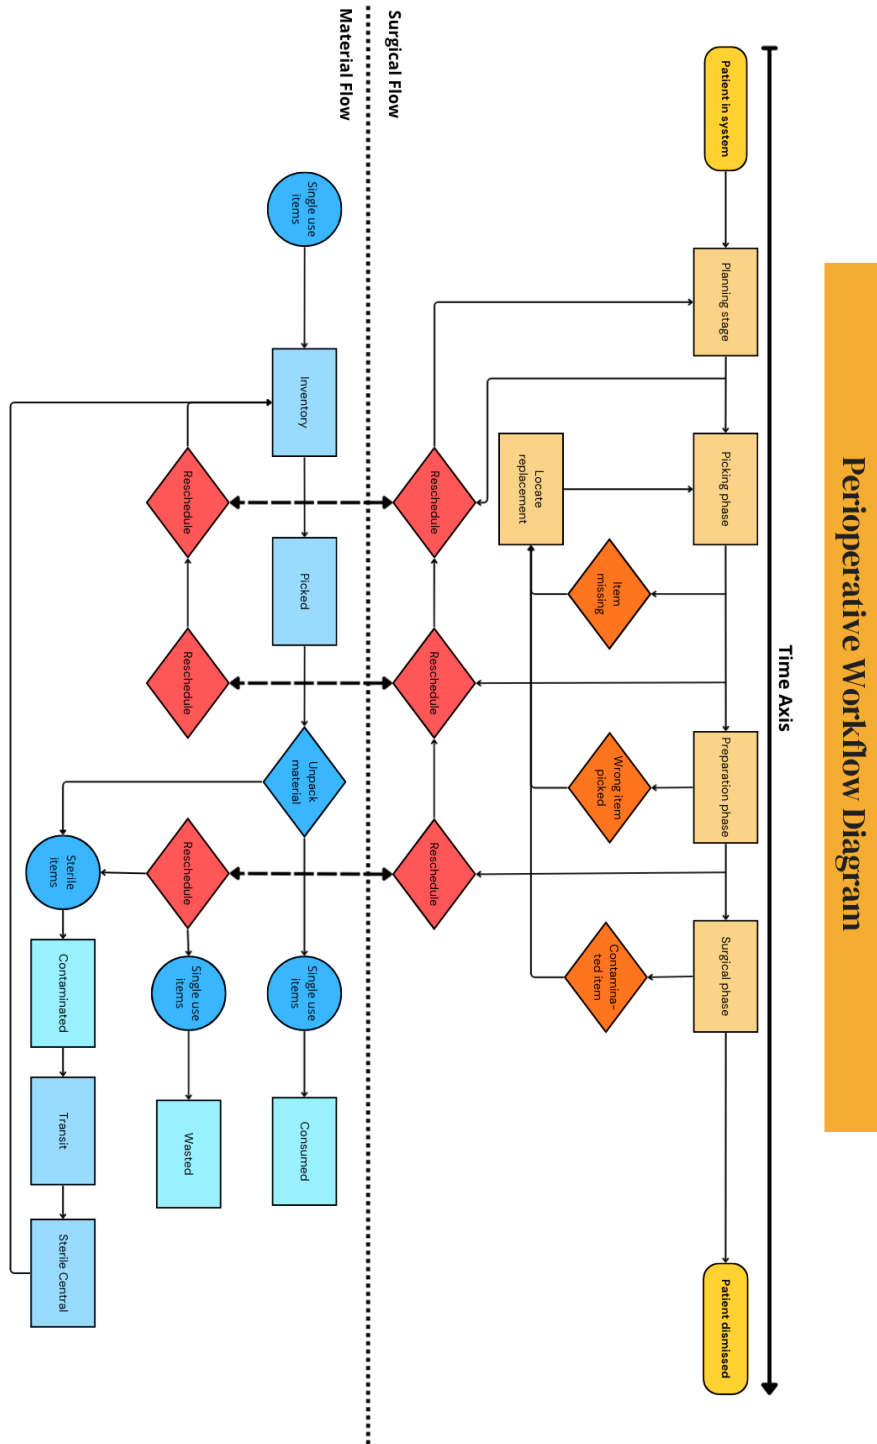 Perioperative Workflow Diagram
Time Axis
Patient in system
Planning stage
Picking phase
Preparation phase
Surgical phase
Patient dismissed
Locate
replacement
Item
missing
Wrong item
picked
Contamina-
ted item
Reschedule
Reschedule
Reschedule
Surgical Flow
Material Flow
Single use
items
Inventory
Picked
Unpack
material
Single use
items
Consumed
Reschedule
Reschedule
Reschedule
Single use
items
Wasted
Sterile
items
Contaminated
Transit
Sterile Central